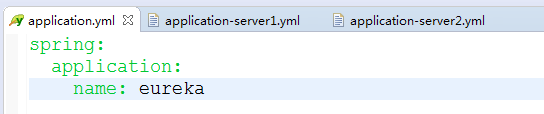 application.yml application-server1.yml application-server2.yml
spring:
  application:
    name: eureka